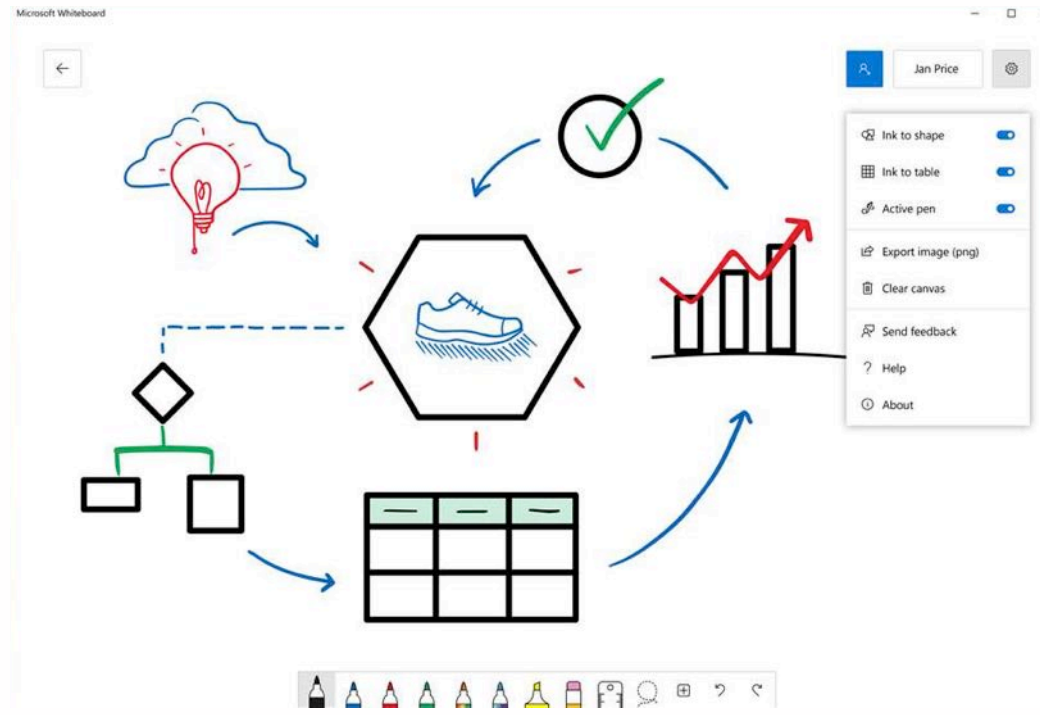 Microsoft Whiteboard
Jan Price
Ink to shape
Ink to table
Active pen
Export image (png)
Clear canvas
Send feedback
? Help
About